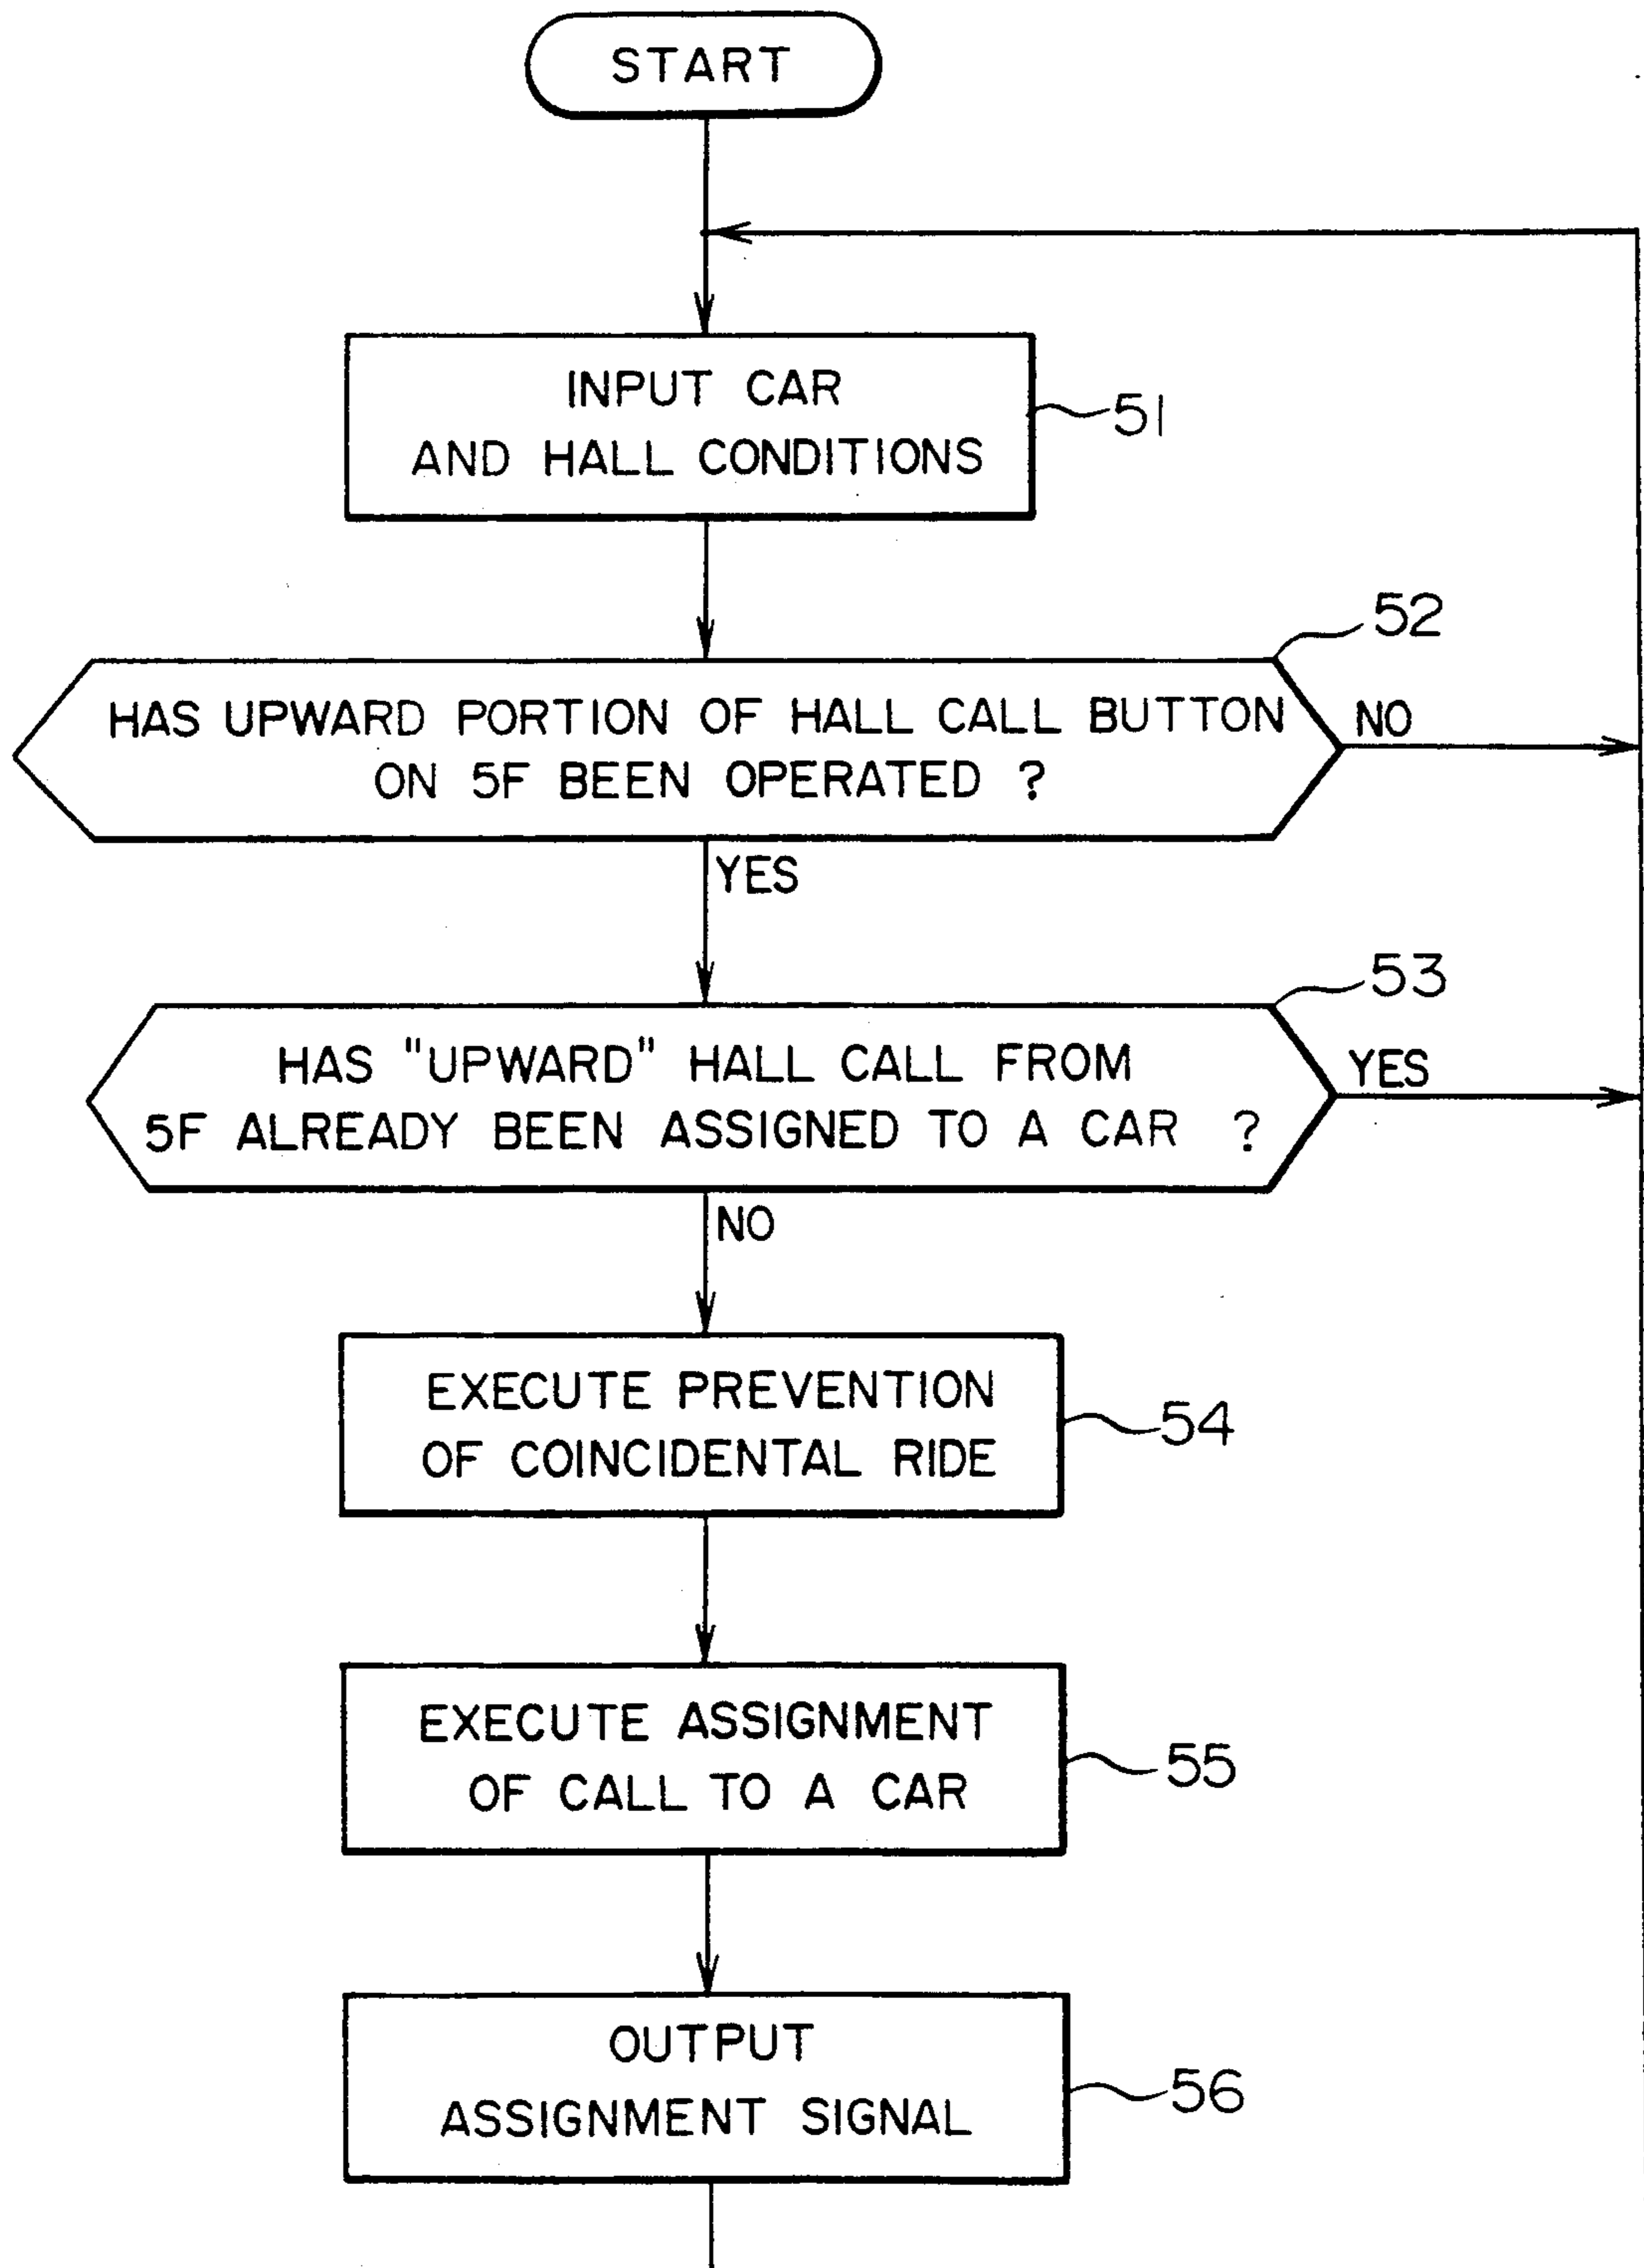 START
INPUT CAR
AND HALL CONDITIONS
51
52
HAS UPWARD PORTION OF HALL CALL BUTTON
ON 5F BEEN OPERATED ?
NO
YES
53
HAS "UPWARD" HALL CALL FROM
5F ALREADY BEEN ASSIGNED TO A CAR ?
YES
NO
EXECUTE PREVENTION
OF COINCIDENTAL RIDE
54
EXECUTE ASSIGNMENT
OF CALL TO A CAR
55
OUTPUT
ASSIGNMENT SIGNAL
56